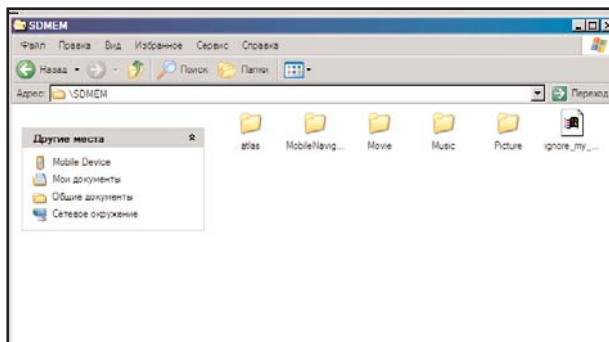 SDMEM
Файл Правка Вид Избранное Сервис Справка
Назад Поиск Папки
Адрес: \SDMEM Переход
Другие места
Mobile Device
Мои документы
Общие документы
Сетевое окружение
atlas MobileNavig... Movie Music Picture ignore_my_...